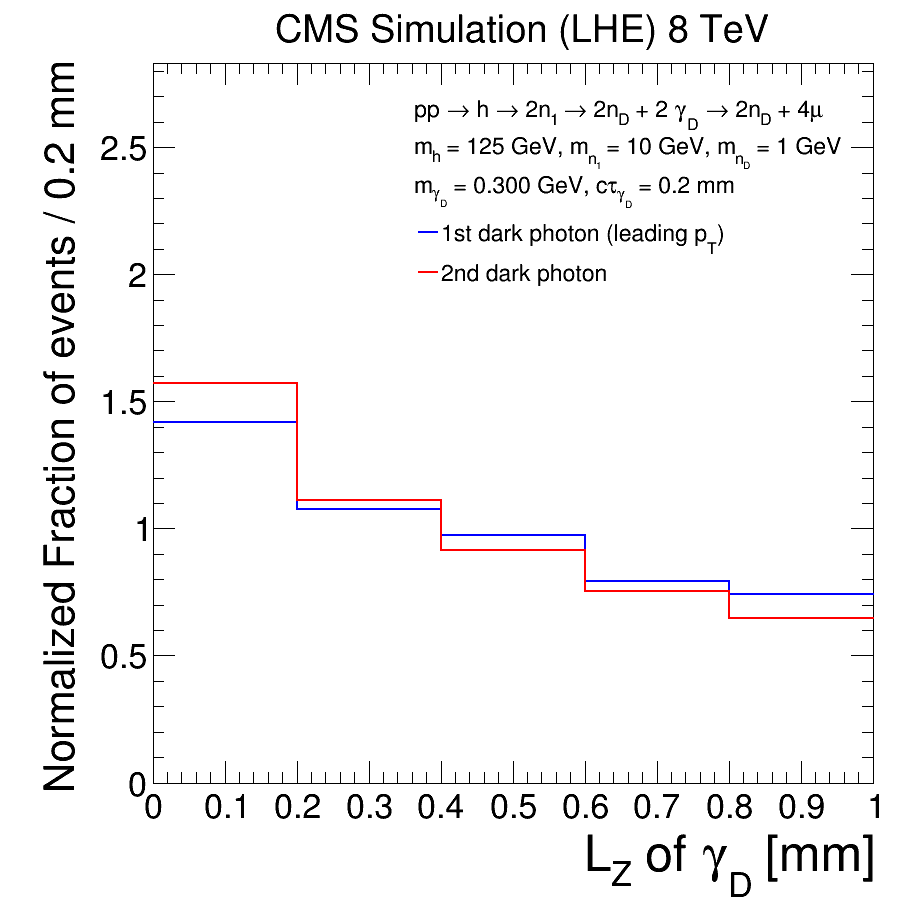 CMS Simulation (LHE) 8 TeV
Normalized Fraction of events / 0.2 mm
pp → h → 2n1 → 2nD + 2 γD → 2nD + 4μ
mh = 125 GeV, mn1 = 10 GeV, mnD = 1 GeV
mγD = 0.300 GeV, cτγD = 0.2 mm
1st dark photon (leading pT)
2nd dark photon
2.5
2
1.5
1
0.5
0
0 0.1 0.2 0.3 0.4 0.5 0.6 0.7 0.8 0.9 1
LZ of γD [mm]